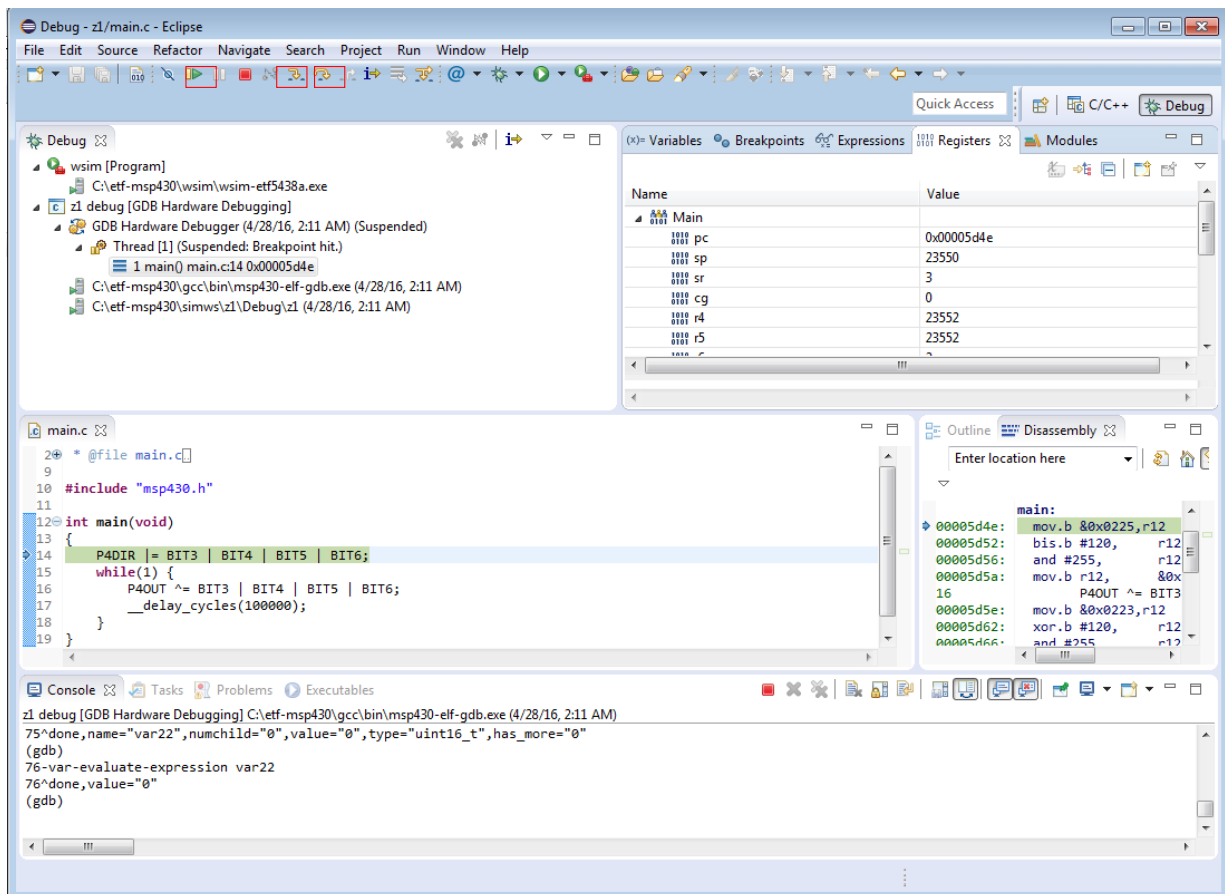 Debug - z1/main.c - Eclipse
File Edit Source Refactor Navigate Search Project Run Window Help
Quick Access
C/C++
Debug
Debug
wsim [Program]
C:\etf-msp430\wsim\wsim-etf5438a.exe
z1 debug [GDB Hardware Debugging]
GDB Hardware Debugger (4/28/16, 2:11 AM) (Suspended)
Thread [1] (Suspended: Breakpoint hit.)
1 main() main.c:14 0x00005d4e
C:\etf-msp430\gcc\bin\msp430-elf-gdb.exe (4/28/16, 2:11 AM)
C:\etf-msp430\simws\z1\Debug\z1 (4/28/16, 2:11 AM)
(x)= Variables Breakpoints Expressions Registers Modules
Name Value
Main
pc 0x00005d4e
sp 23550
sr 3
cg 0
r4 23552
r5 23552
main.c
2 * @file main.c
9
10 #include "msp430.h"
11
12 int main(void)
13 {
14 P4DIR |= BIT3 | BIT4 | BIT5 | BIT6;
15 while(1) {
16 P4OUT ^= BIT3 | BIT4 | BIT5 | BIT6;
17 __delay_cycles(100000);
18 }
19 }
Outline Disassembly
Enter location here
main:
00005d4e: mov.b &0x0225,r12
00005d52: bis.b #120, r12
00005d56: and #255, r12
00005d5a: mov.b r12, &0x
16 P4OUT ^= BIT3
00005d5e: mov.b &0x0223,r12
00005d62: xor.b #120, r12
00005d66: and #255 r12
Console Tasks Problems Executables
z1 debug [GDB Hardware Debugging] C:\etf-msp430\gcc\bin\msp430-elf-gdb.exe (4/28/16, 2:11 AM)
75^done,name="var22",numchild="0",value="0",type="uint16_t",has_more="0"
(gdb)
76-var-evaluate-expression var22
76^done,value="0"
(gdb)